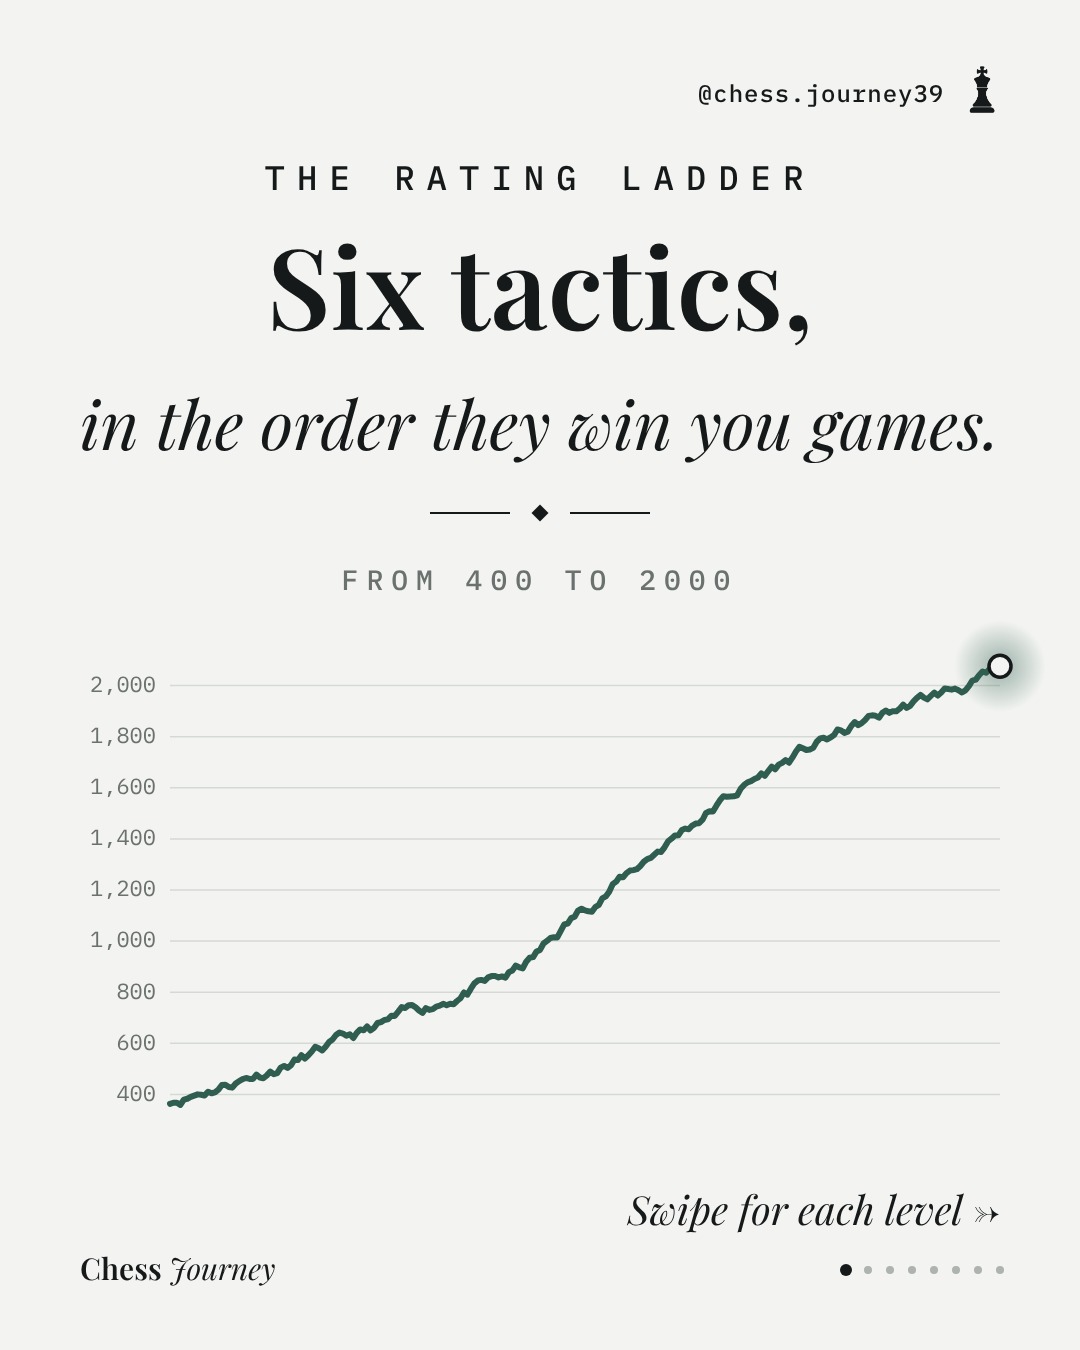 @chess.journey39
THE RATING LADDER
Six tactics,
in the order they win you games.
FROM 400 TO 2000
2,000
1,800
1,600
1,400
1,200
1,000
800
600
400
Swipe for each level ➳
Chess Journey